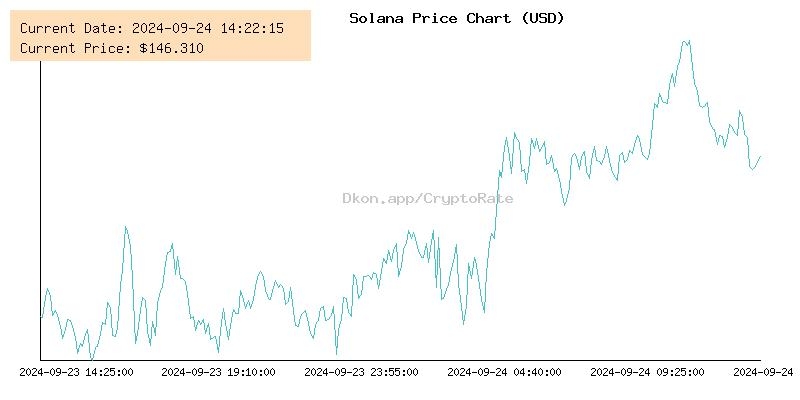 Solana Price Chart (USD)
Current Date: 2024-09-24 14:22:15
Current Price: $146.310
Dkon.app/CryptoRate
2024-09-23 14:25:00
2024-09-23 19:10:00
2024-09-23 23:55:00
2024-09-24 04:40:00
2024-09-24 09:25:00
2024-09-24